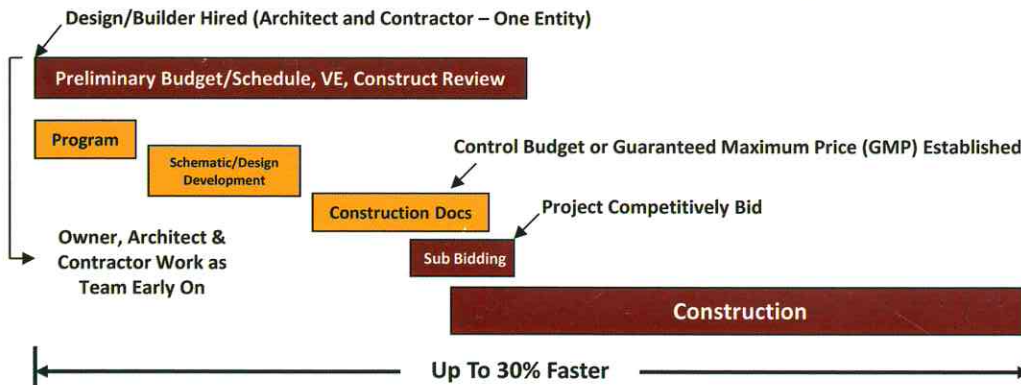 Design/Builder Hired (Architect and Contractor – One Entity)
Preliminary Budget/Schedule, VE, Construct Review
Program
Schematic/Design
Development
Control Budget or Guaranteed Maximum Price (GMP) Established
Construction Docs
Project Competitively Bid
Sub Bidding
Owner, Architect &
Contractor Work as
Team Early On
Construction
Up To 30% Faster